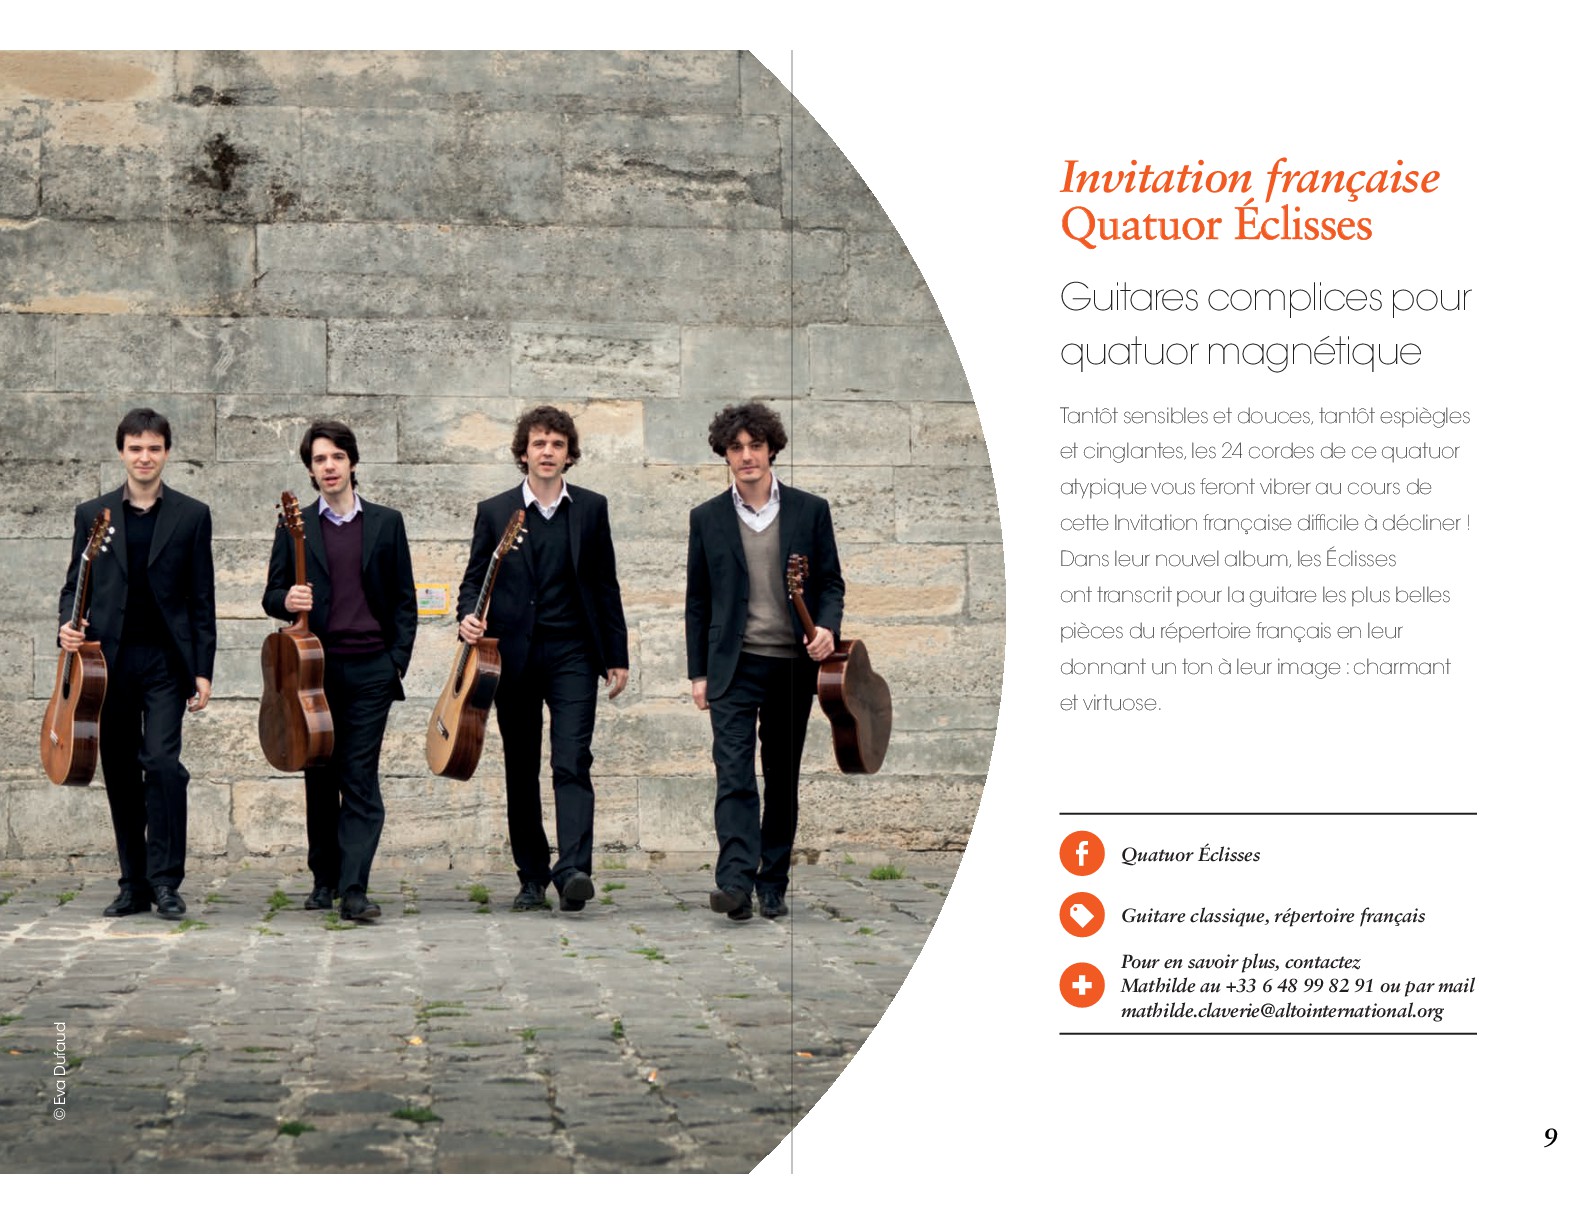 Invitation française
Quatuor Éclisses
Guitares complices pour
quatuor magnétique
Tantôt sensibles et douces, tantôt espiègles
et cinglantes, les 24 cordes de ce quatuor
atypique vous feront vibrer au cours de
cette Invitation française difficile à décliner !
Dans leur nouvel album, les Éclisses
ont transcrit pour la guitare les plus belles
pièces du répertoire français en leur
donnant un ton à leur image : charmant
et virtuose.
Quatuor Éclisses
Guitare classique, répertoire français
Pour en savoir plus, contactez
Mathilde au +33 6 48 99 82 91 ou par mail
mathilde.claverie@altointernational.org
© Eva Dufaud
9